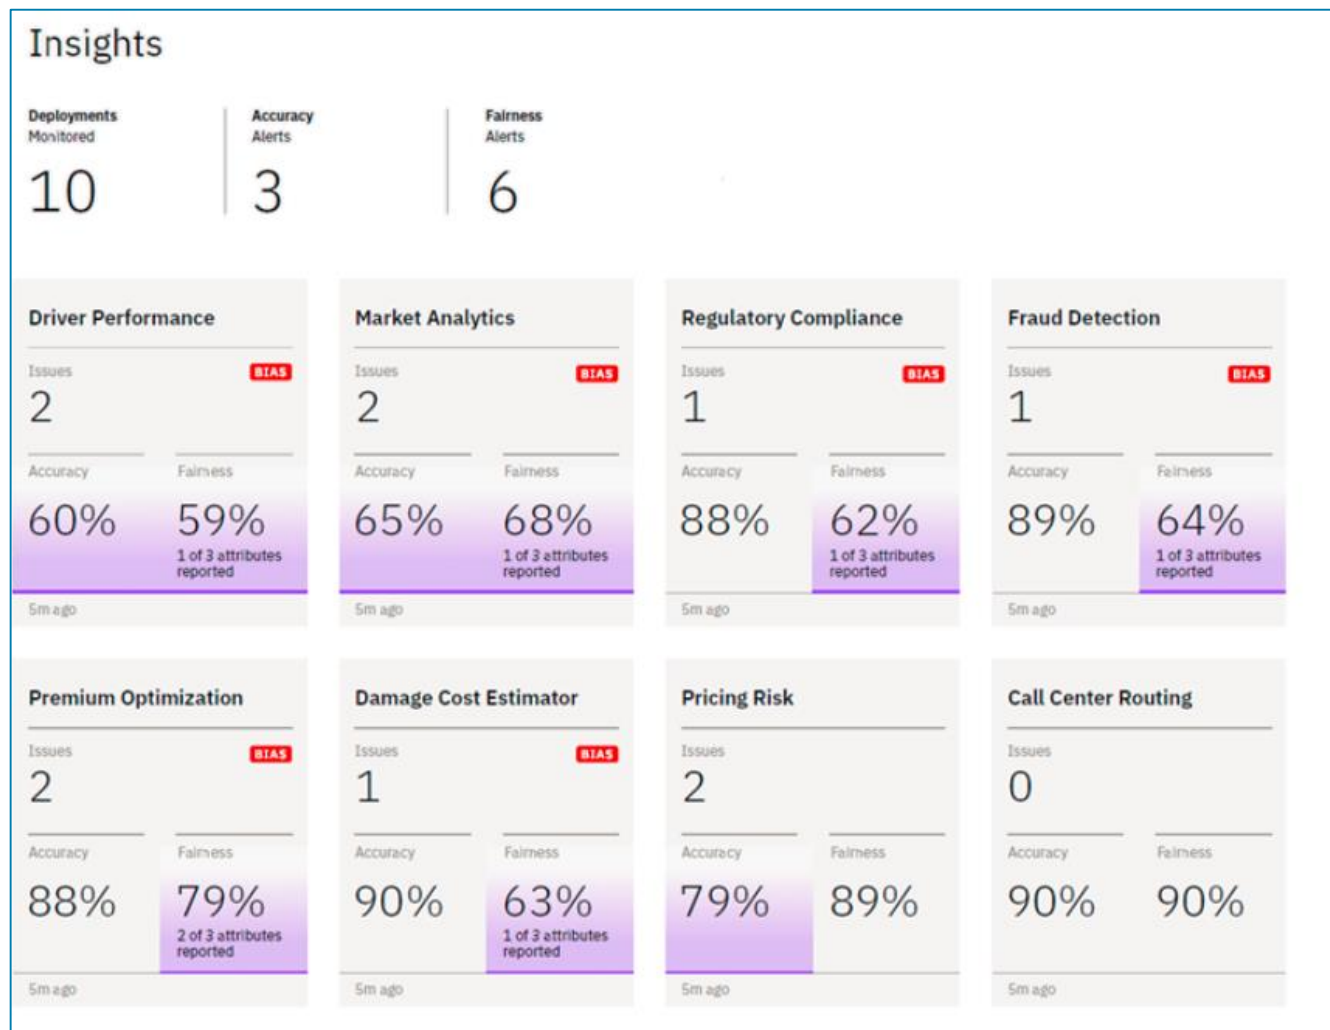 Insights
Deployments
Monitored
10
Accuracy
Alerts
3
Fairness
Alerts
6
Driver Performance
Issues
BIAS
2
Accuracy
60%
Fairness
59%
1 of 3 attributes
reported
5m ago
Market Analytics
Issues
BIAS
2
Accuracy
65%
Fairness
68%
1 of 3 attributes
reported
5m ago
Regulatory Compliance
Issues
BIAS
1
Accuracy
88%
Fairness
62%
1 of 3 attributes
reported
5m ago
Fraud Detection
Issues
BIAS
1
Accuracy
89%
Fairness
64%
1 of 3 attributes
reported
5m ago
Premium Optimization
Issues
BIAS
2
Accuracy
88%
Fairness
79%
2 of 3 attributes
reported
5m ago
Damage Cost Estimator
Issues
BIAS
1
Accuracy
90%
Fairness
63%
1 of 3 attributes
reported
5m ago
Pricing Risk
Issues
2
Accuracy
79%
Fairness
89%
5m ago
Call Center Routing
Issues
0
Accuracy
90%
Fairness
90%
5m ago